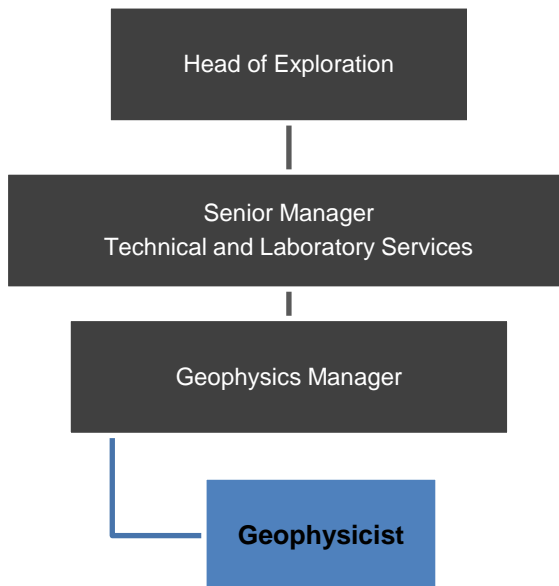 Head of Exploration
Senior Manager
Technical and Laboratory Services
Geophysics Manager
Geophysicist